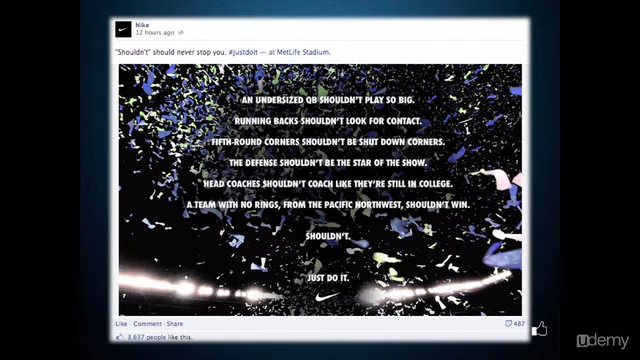 Nike
12 hours ago
"Shouldn't" should never stop you. #justdoit — at MetLife Stadium.
AN UNDERSIZED QB SHOULDN'T PLAY SO BIG.
RUNNING BACKS SHOULDN'T LOOK FOR CONTACT.
FIFTH-ROUND CORNERS SHOULDN'T BE SHUT DOWN CORNERS.
THE DEFENSE SHOULDN'T BE THE STAR OF THE SHOW.
HEAD COACHES SHOULDN'T COACH LIKE THEY'RE STILL IN COLLEGE.
A TEAM WITH NO RINGS, FROM THE PACIFIC NORTHWEST, SHOULDN'T WIN.
SHOULDN'T.
JUST DO IT.
Like · Comment · Share
487
3,637 people like this.
udemy